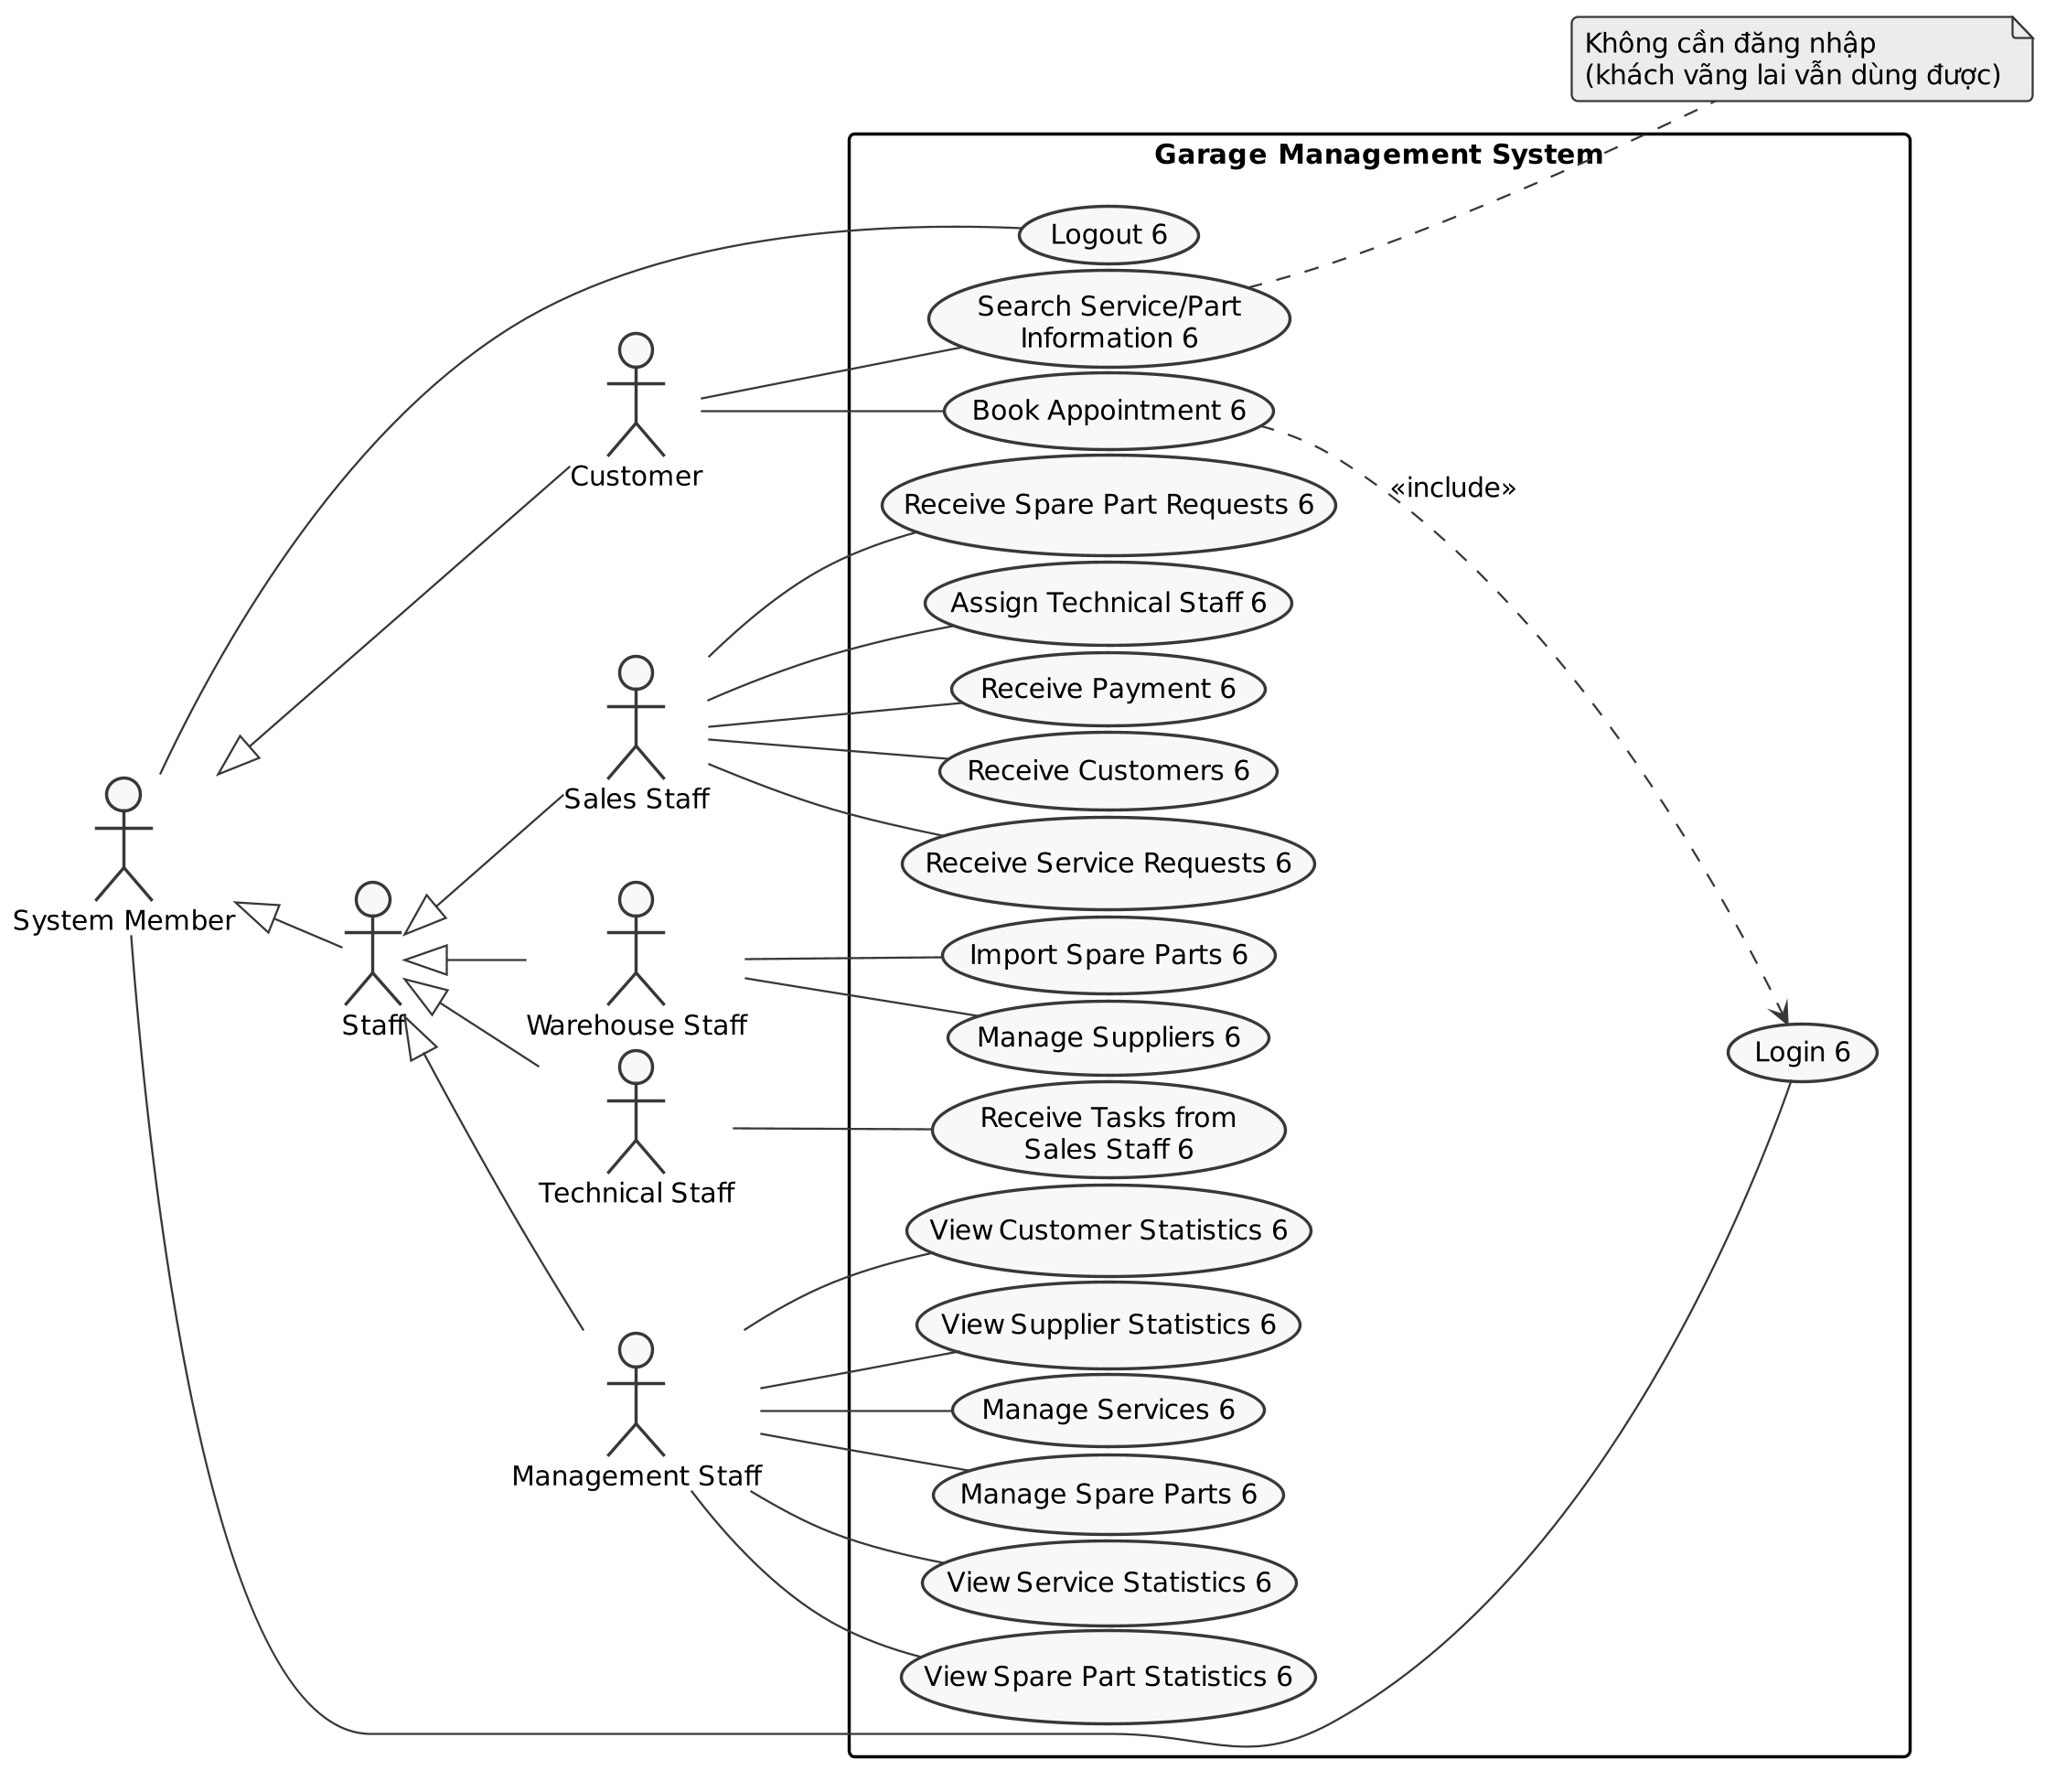 Không cần đăng nhập
(khách vãng lai vẫn dùng được)
Garage Management System
Logout 6
Search Service/Part
Information 6
Book Appointment 6
Customer
«include»
Receive Spare Part Requests 6
Assign Technical Staff 6
Receive Payment 6
Receive Customers 6
Sales Staff
Receive Service Requests 6
System Member
Import Spare Parts 6
Staff
Warehouse Staff
Manage Suppliers 6
Login 6
Receive Tasks from
Sales Staff 6
Technical Staff
View Customer Statistics 6
View Supplier Statistics 6
Manage Services 6
Management Staff
Manage Spare Parts 6
View Service Statistics 6
View Spare Part Statistics 6